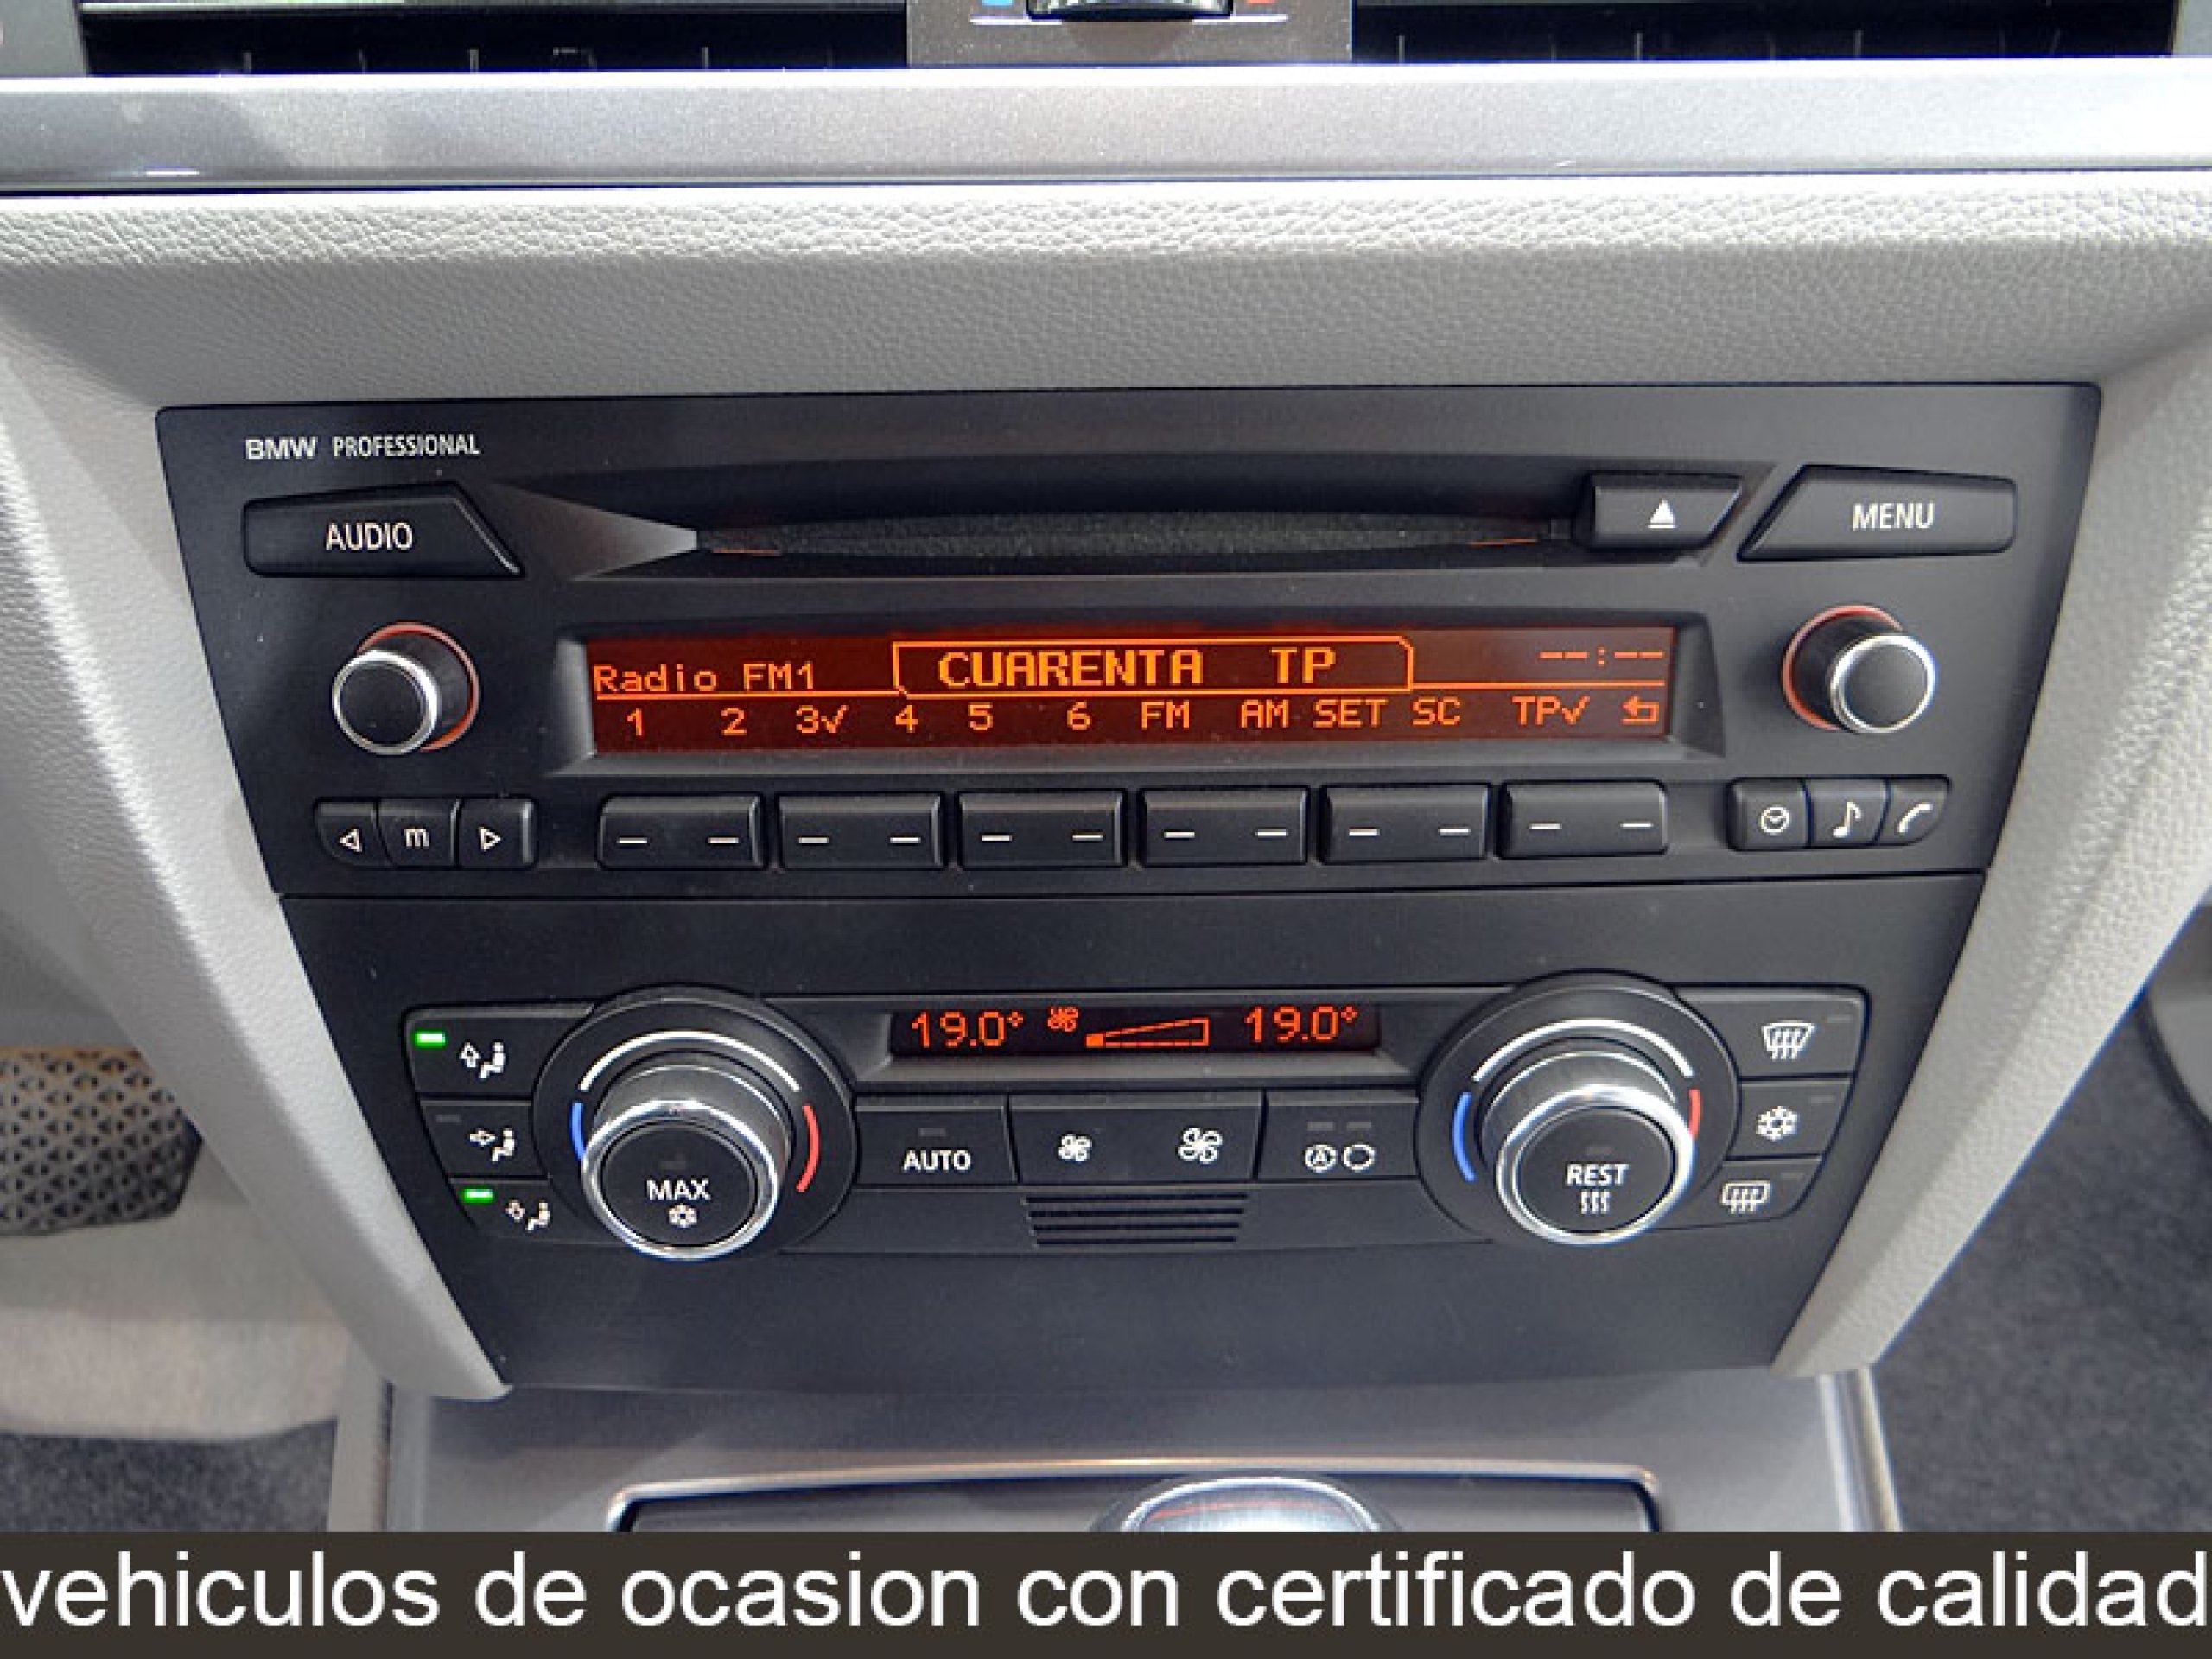 BMW PROFESSIONAL
AUDIO
MENU
Radio FM1 CUARENTA TP --:--
1 2 3✓ 4 5 6 FM AM SET SC TP✓
m
19.0° 19.0°
AUTO
A
MAX
REST
vehiculos de ocasion con certificado de calidad